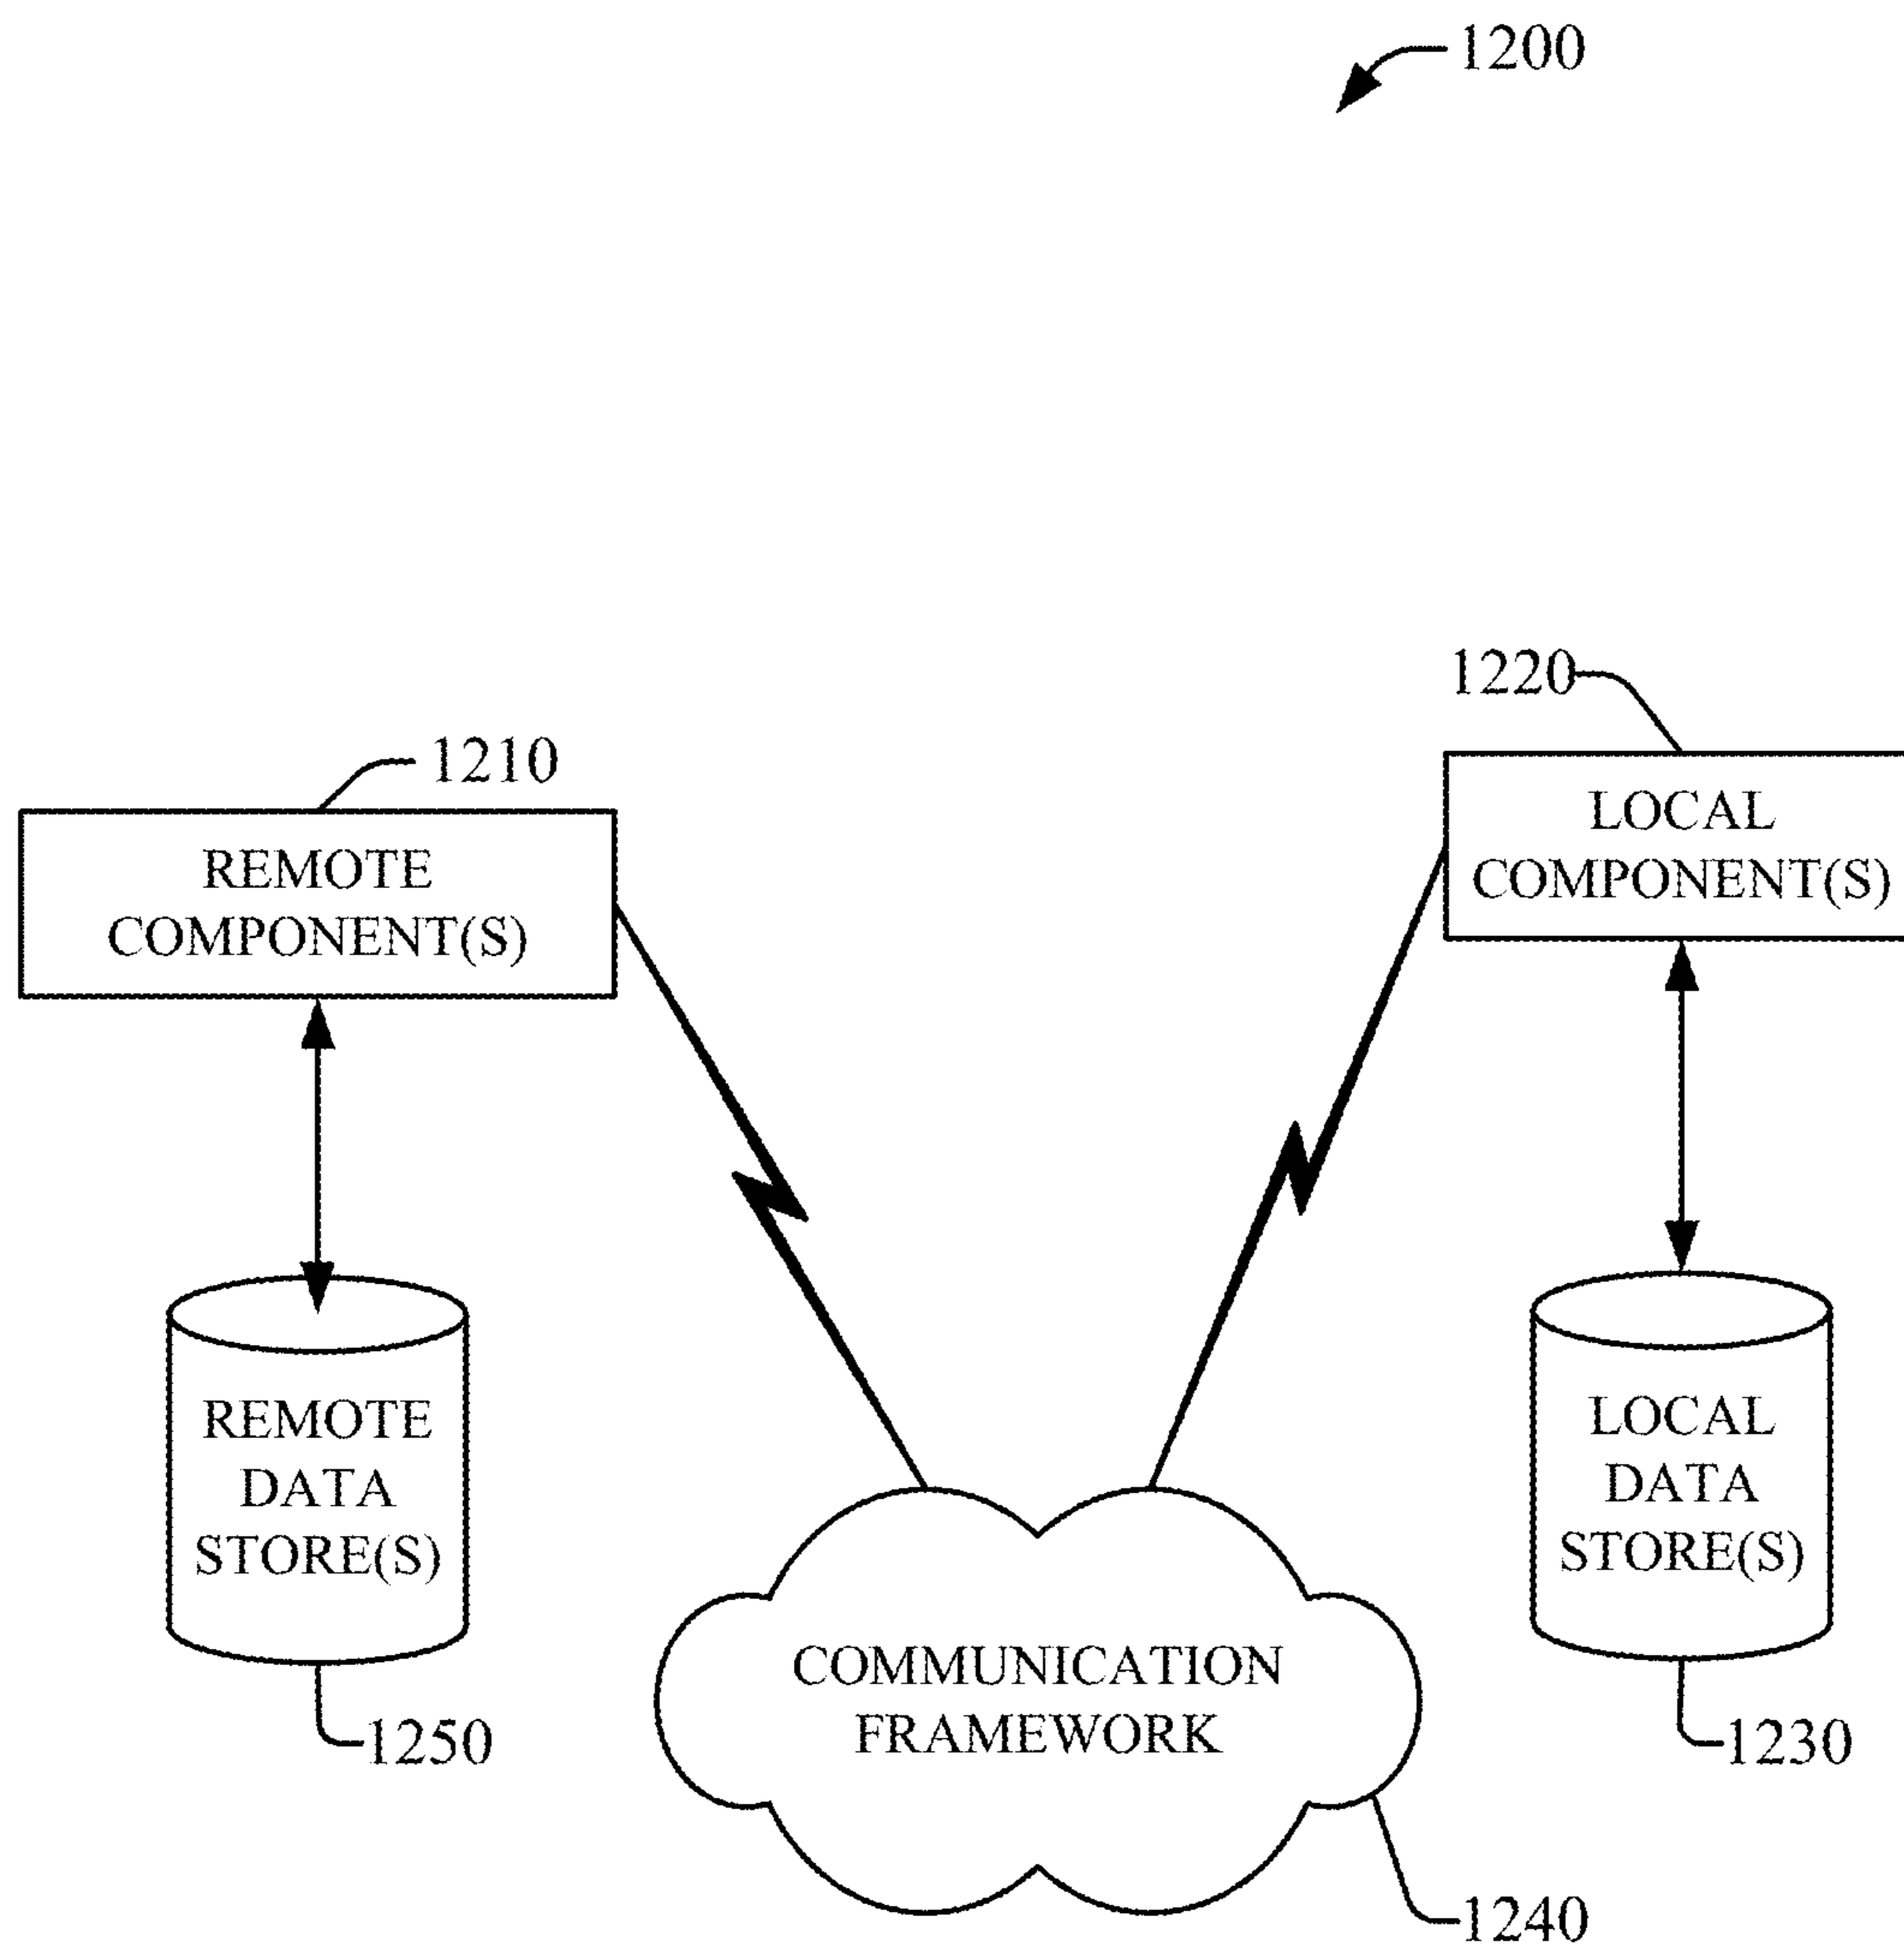 1200
1220
1210
LOCAL
COMPONENT(S)
REMOTE
COMPONENT(S)
REMOTE
DATA
STORE(S)
LOCAL
DATA
STORE(S)
COMMUNICATION
FRAMEWORK
1250
1230
1240